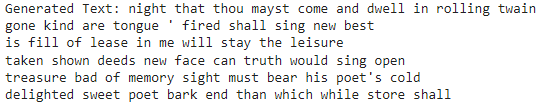 Generated Text: night that thou mayst come and dwell in rolling twain
gone kind are tongue ' fired shall sing new best
is fill of lease in me will stay the leisure
taken shown deeds new face can truth would sing open
treasure bad of memory sight must bear his poet's cold
delighted sweet poet bark end than which while store shall